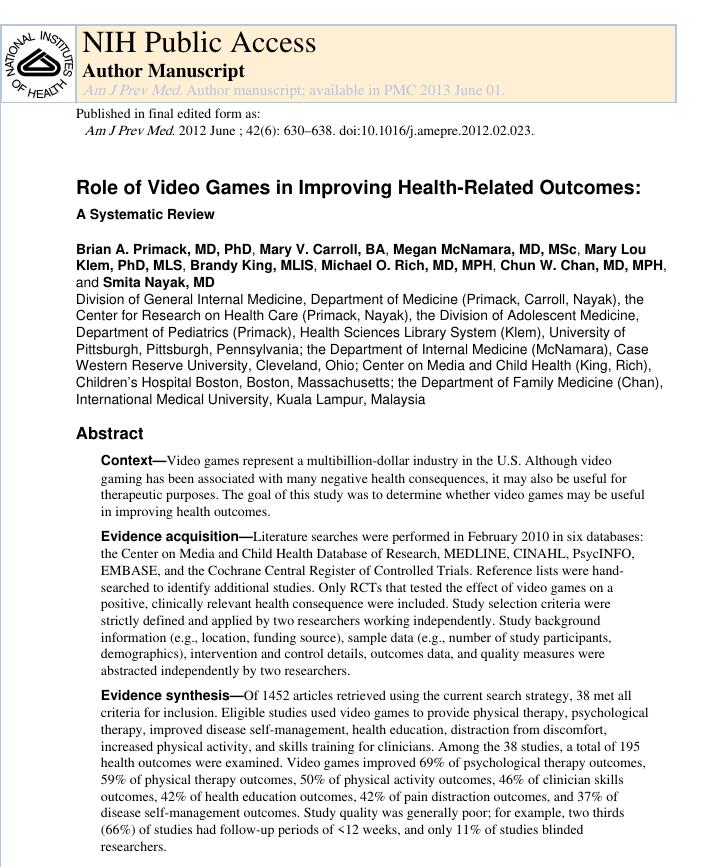 NATIONAL INSTITUTES OF HEALTH
NIH Public Access
Author Manuscript
Am J Prev Med. Author manuscript; available in PMC 2013 June 01.
Published in final edited form as:
Am J Prev Med. 2012 June ; 42(6): 630–638. doi:10.1016/j.amepre.2012.02.023.
Role of Video Games in Improving Health-Related Outcomes:
A Systematic Review
Brian A. Primack, MD, PhD, Mary V. Carroll, BA, Megan McNamara, MD, MSc, Mary Lou
Klem, PhD, MLS, Brandy King, MLIS, Michael O. Rich, MD, MPH, Chun W. Chan, MD, MPH,
and Smita Nayak, MD
Division of General Internal Medicine, Department of Medicine (Primack, Carroll, Nayak), the
Center for Research on Health Care (Primack, Nayak), the Division of Adolescent Medicine,
Department of Pediatrics (Primack), Health Sciences Library System (Klem), University of
Pittsburgh, Pittsburgh, Pennsylvania; the Department of Internal Medicine (McNamara), Case
Western Reserve University, Cleveland, Ohio; Center on Media and Child Health (King, Rich),
Children's Hospital Boston, Boston, Massachusetts; the Department of Family Medicine (Chan),
International Medical University, Kuala Lampur, Malaysia
Abstract
Context—Video games represent a multibillion-dollar industry in the U.S. Although video
gaming has been associated with many negative health consequences, it may also be useful for
therapeutic purposes. The goal of this study was to determine whether video games may be useful
in improving health outcomes.
Evidence acquisition—Literature searches were performed in February 2010 in six databases:
the Center on Media and Child Health Database of Research, MEDLINE, CINAHL, PsycINFO,
EMBASE, and the Cochrane Central Register of Controlled Trials. Reference lists were hand-
searched to identify additional studies. Only RCTs that tested the effect of video games on a
positive, clinically relevant health consequence were included. Study selection criteria were
strictly defined and applied by two researchers working independently. Study background
information (e.g., location, funding source), sample data (e.g., number of study participants,
demographics), intervention and control details, outcomes data, and quality measures were
abstracted independently by two researchers.
Evidence synthesis—Of 1452 articles retrieved using the current search strategy, 38 met all
criteria for inclusion. Eligible studies used video games to provide physical therapy, psychological
therapy, improved disease self-management, health education, distraction from discomfort,
increased physical activity, and skills training for clinicians. Among the 38 studies, a total of 195
health outcomes were examined. Video games improved 69% of psychological therapy outcomes,
59% of physical therapy outcomes, 50% of physical activity outcomes, 46% of clinician skills
outcomes, 42% of health education outcomes, 42% of pain distraction outcomes, and 37% of
disease self-management outcomes. Study quality was generally poor; for example, two thirds
(66%) of studies had follow-up periods of <12 weeks, and only 11% of studies blinded
researchers.